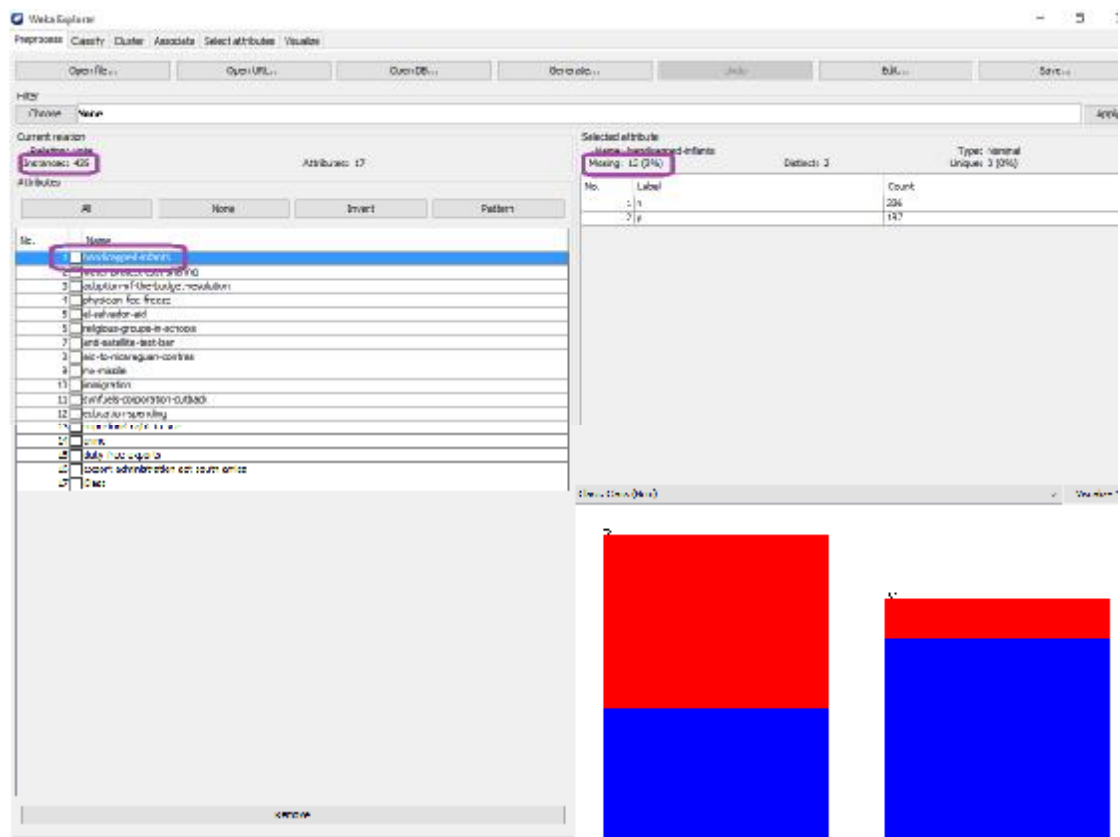 Weka Explorer
Preprocess Classify Cluster Associate Select attributes Visualize
Open file... Open URL... Open DB... Generate... Undo Edit... Save...
Filter
Choose None Apply
Current relation
Relation: vote
Instances: 435 Attributes: 17
Attributes
All None Invert Pattern
No. Name
1 handicapped-infants
2 water-project-cost-sharing
3 adoption-of-the-budget-resolution
4 physician-fee-freeze
5 el-salvador-aid
6 religious-groups-in-schools
7 anti-satellite-test-ban
8 aid-to-nicaraguan-contras
9 mx-missile
10 immigration
11 synfuels-corporation-cutback
12 education-spending
13
14 crime
15 duty-free-exports
16 export-administration-act-south-africa
17 Class
Remove
Selected attribute
Name: handicapped-infants Type: Nominal
Missing: 12 (3%) Distinct: 2 Unique: 0 (0%)
No. Label Count
1 n 236
2 y 187
Class: Class (Nom) Visualize